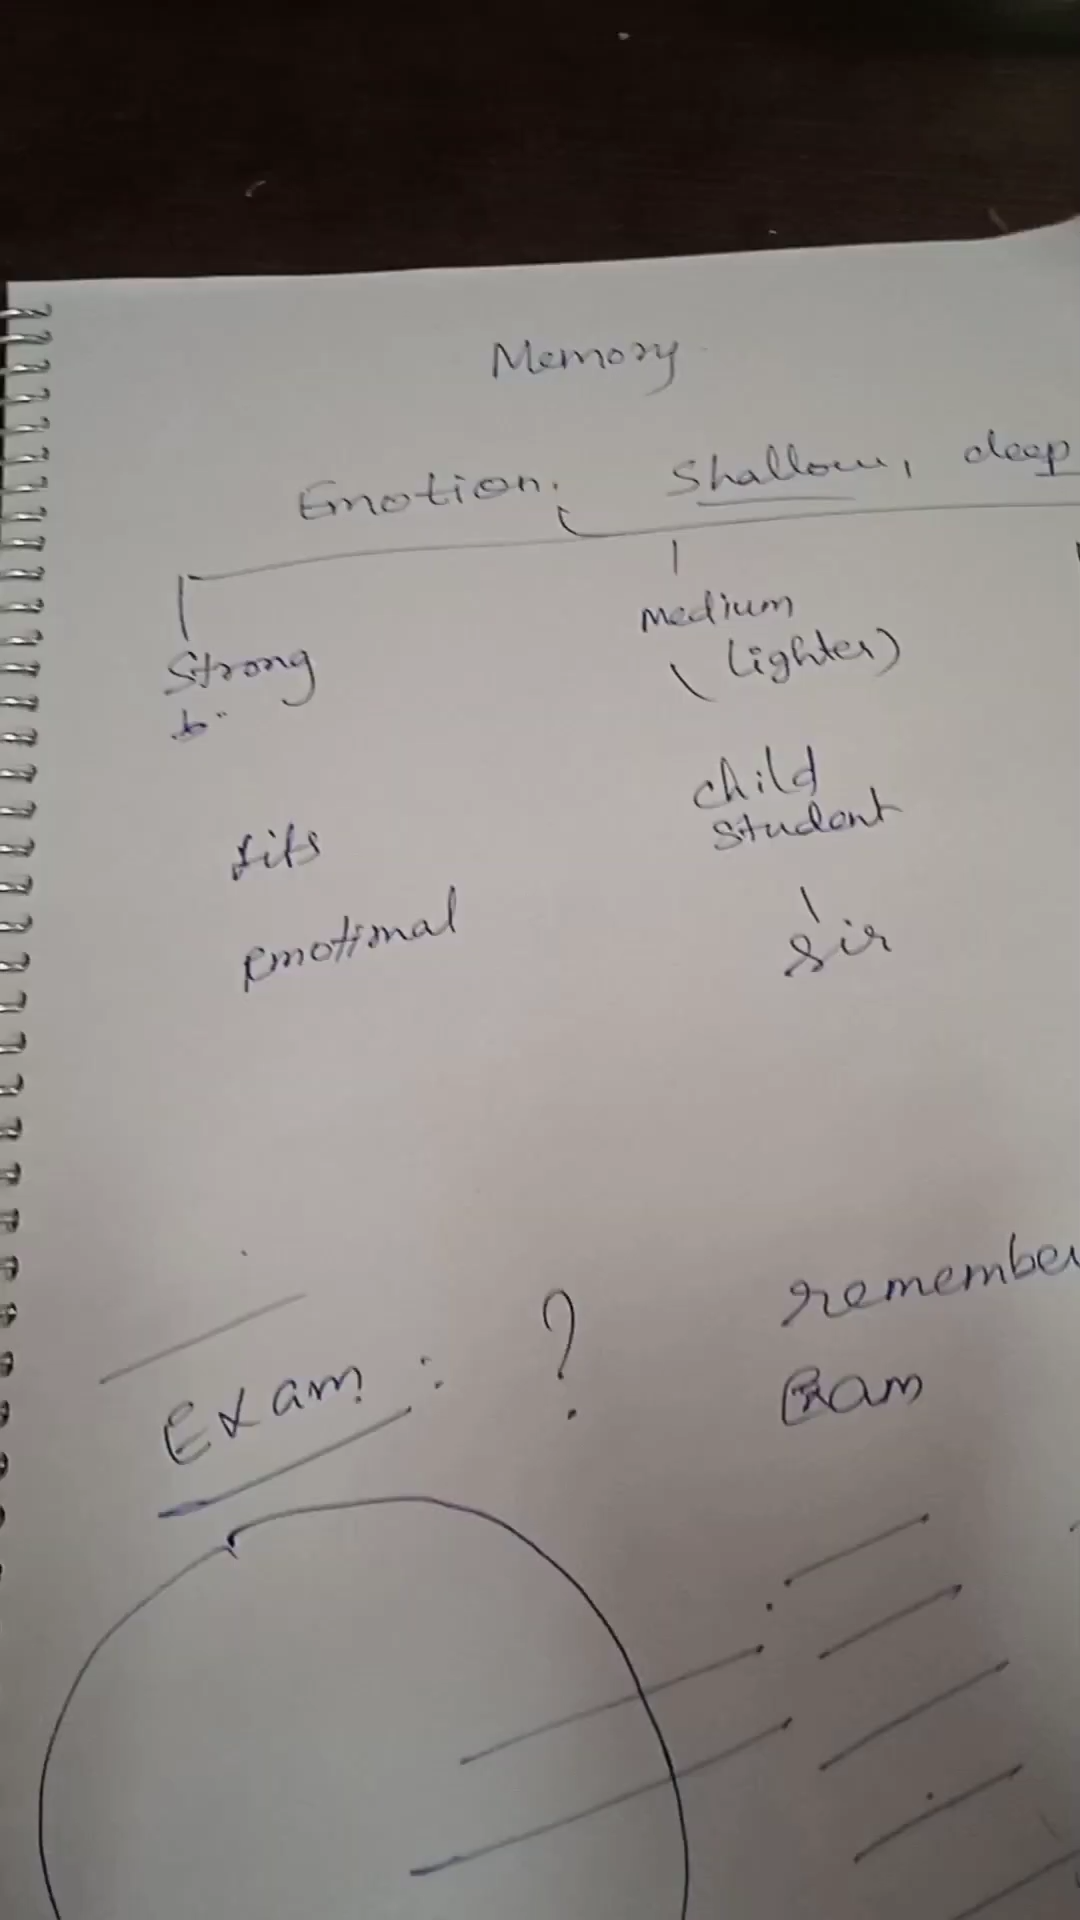 Memory
Emotion. Shallow, deep
Strong
medium
(lighter)
child
student
fits
sir
Emotional
remember
Exam : ?
Exam